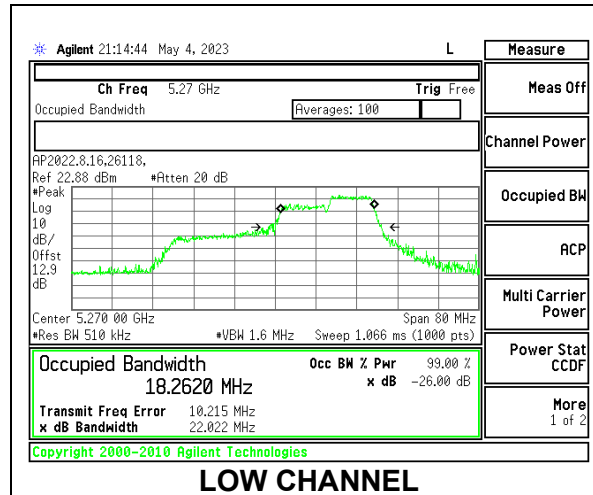 Agilent 21:14:44 May 4, 2023 L
Measure
Ch Freq 5.27 GHz Trig Free
Occupied Bandwidth Averages: 100
AP2022.8.16,26118,
Ref 22.88 dBm #Atten 20 dB
#Peak
Log
10
dB/
Offst
12.9
dB
Center 5.270 00 GHz Span 80 MHz
#Res BW 510 kHz #VBW 1.6 MHz Sweep 1.066 ms (1000 pts)
Occupied Bandwidth Occ BW % Pwr 99.00 %
18.2620 MHz x dB -26.00 dB
Transmit Freq Error 10.215 MHz
x dB Bandwidth 22.022 MHz
Copyright 2000-2010 Agilent Technologies
Meas Off
Channel Power
Occupied BW
ACP
Multi Carrier
Power
Power Stat
CCDF
More
1 of 2
LOW CHANNEL